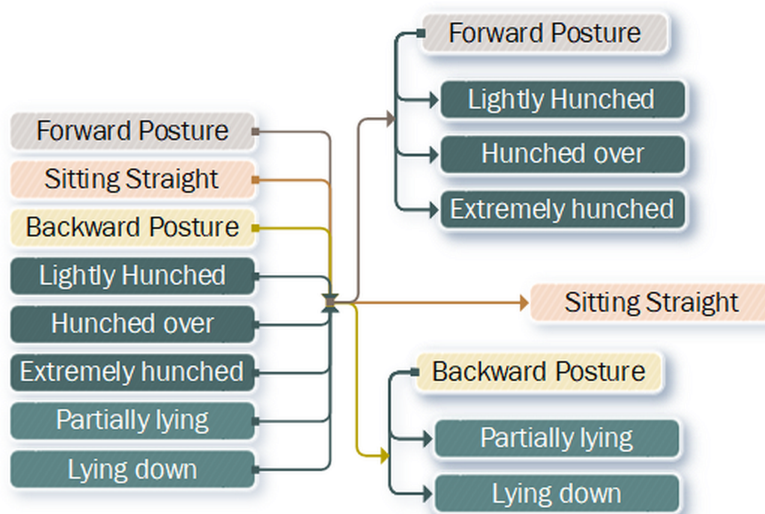 Forward Posture
Sitting Straight
Backward Posture
Lightly Hunched
Hunched over
Extremely hunched
Partially lying
Lying down
Forward Posture
Lightly Hunched
Hunched over
Extremely hunched
Sitting Straight
Backward Posture
Partially lying
Lying down